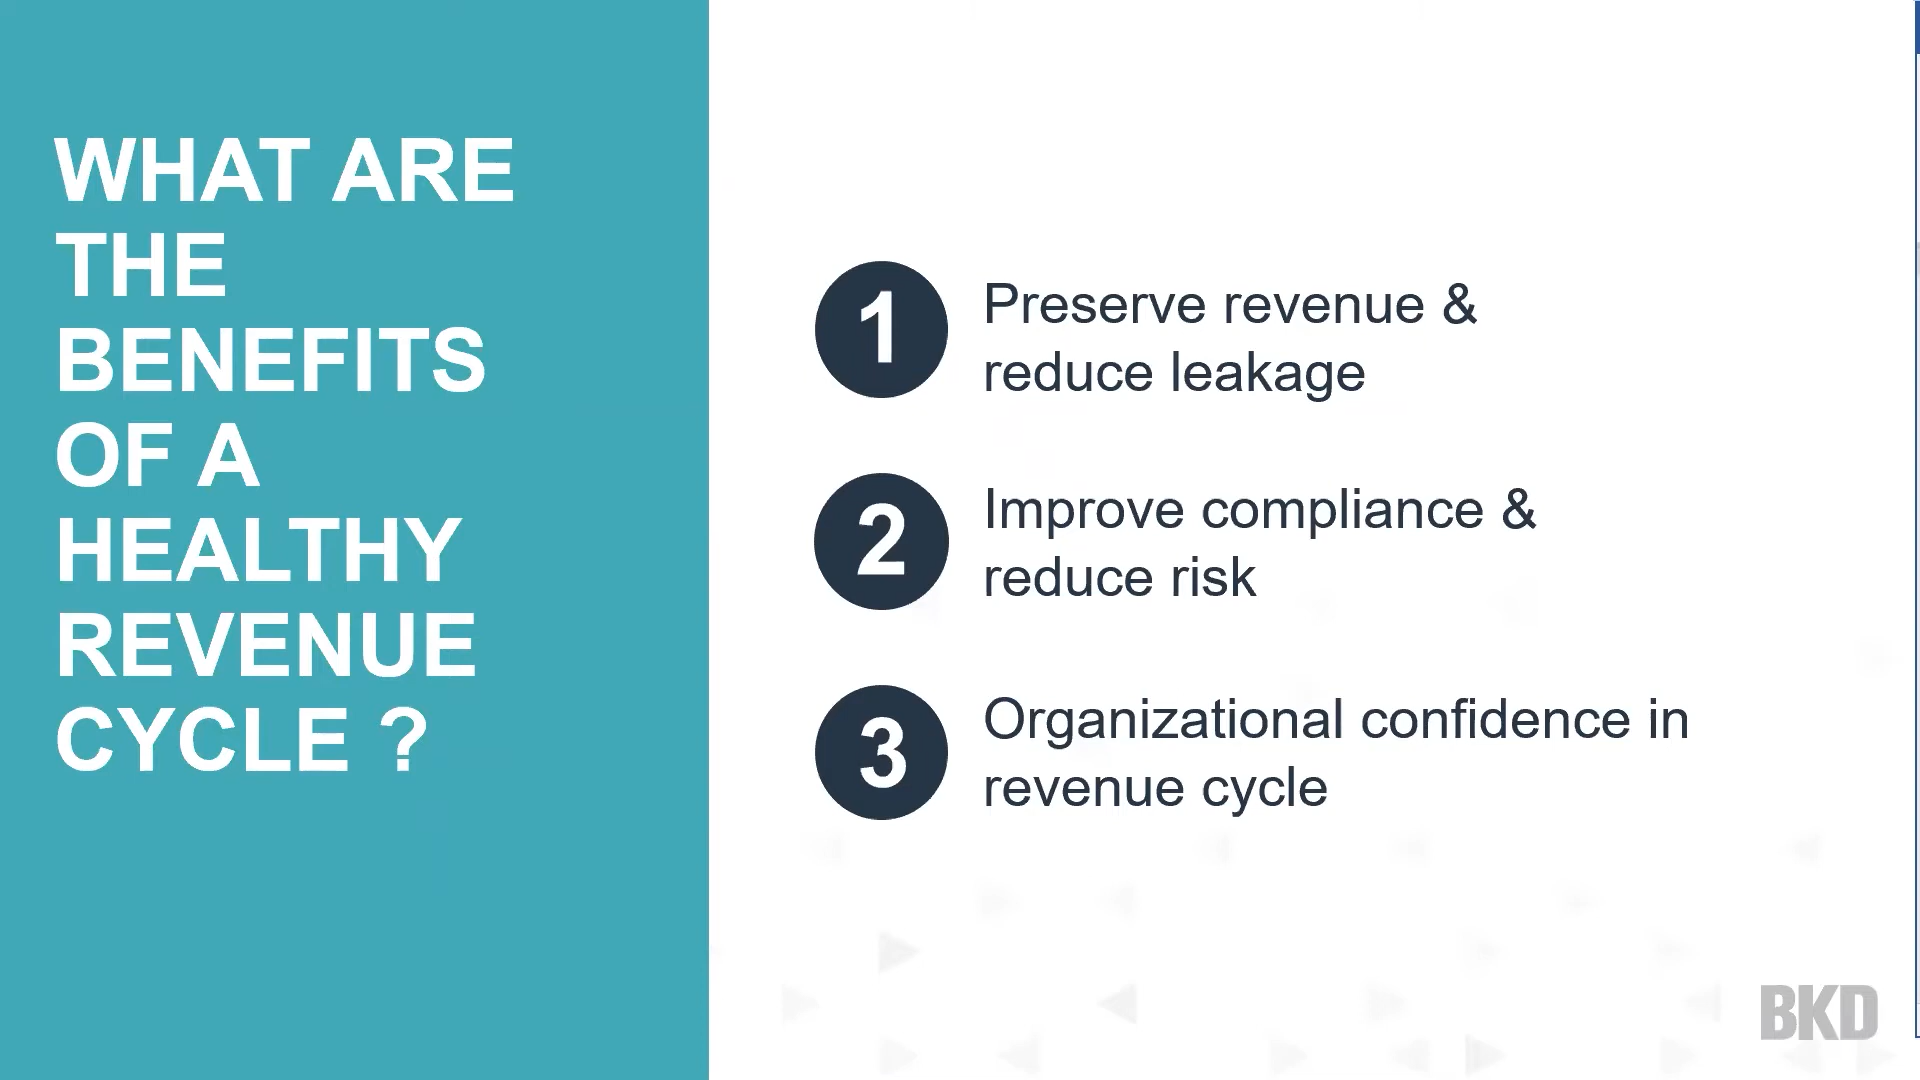 WHAT ARE
THE
BENEFITS
OF A
HEALTHY
REVENUE
CYCLE ?
1
Preserve revenue &
reduce leakage
2
Improve compliance &
reduce risk
3
Organizational confidence in
revenue cycle
BKD